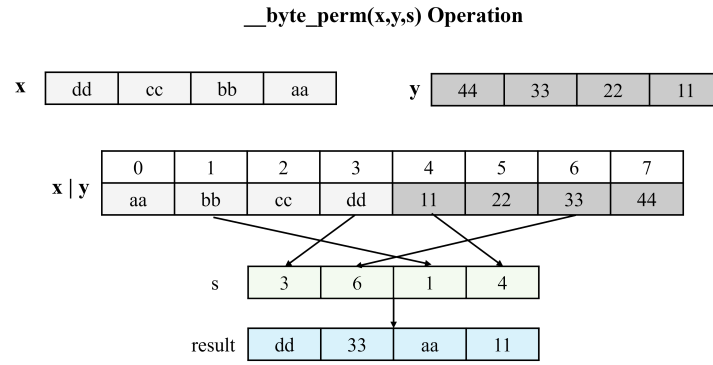 __byte_perm(x,y,s) Operation
x dd cc bb aa y 44 33 22 11
0 1 2 3 4 5 6 7
x | y aa bb cc dd 11 22 33 44
s 3 6 1 4
result dd 33 aa 11